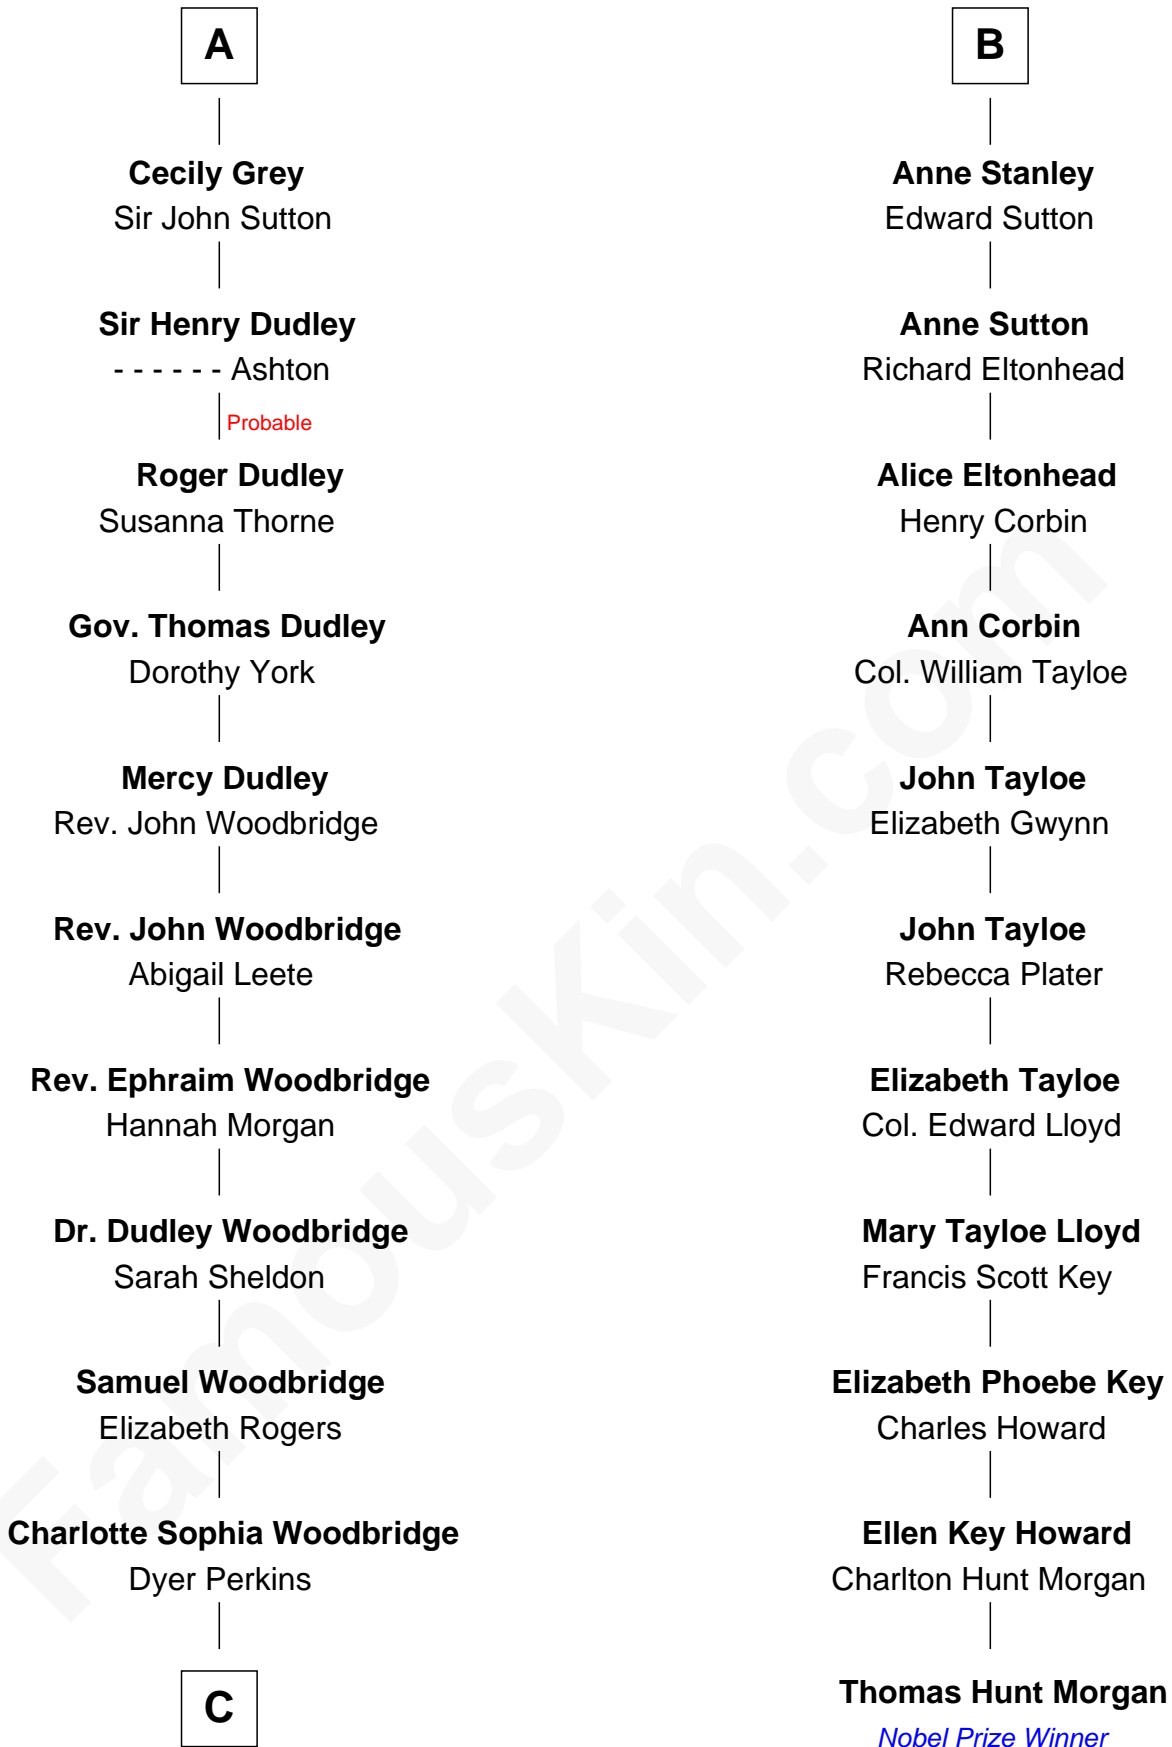 A
Cecily Grey
Sir John Sutton
Sir Henry Dudley
- - - - - - Ashton
Probable
Roger Dudley
Susanna Thorne
Gov. Thomas Dudley
Dorothy York
Mercy Dudley
Rev. John Woodbridge
Rev. John Woodbridge
Abigail Leete
Rev. Ephraim Woodbridge
Hannah Morgan
Dr. Dudley Woodbridge
Sarah Sheldon
Samuel Woodbridge
Elizabeth Rogers
Charlotte Sophia Woodbridge
Dyer Perkins
C
B
Anne Stanley
Edward Sutton
Anne Sutton
Richard Eltonhead
Alice Eltonhead
Henry Corbin
Ann Corbin
Col. William Tayloe
John Tayloe
Elizabeth Gwynn
John Tayloe
Rebecca Plater
Elizabeth Tayloe
Col. Edward Lloyd
Mary Tayloe Lloyd
Francis Scott Key
Elizabeth Phoebe Key
Charles Howard
Ellen Key Howard
Charlton Hunt Morgan
Thomas Hunt Morgan
Nobel Prize Winner
FamousKin.com